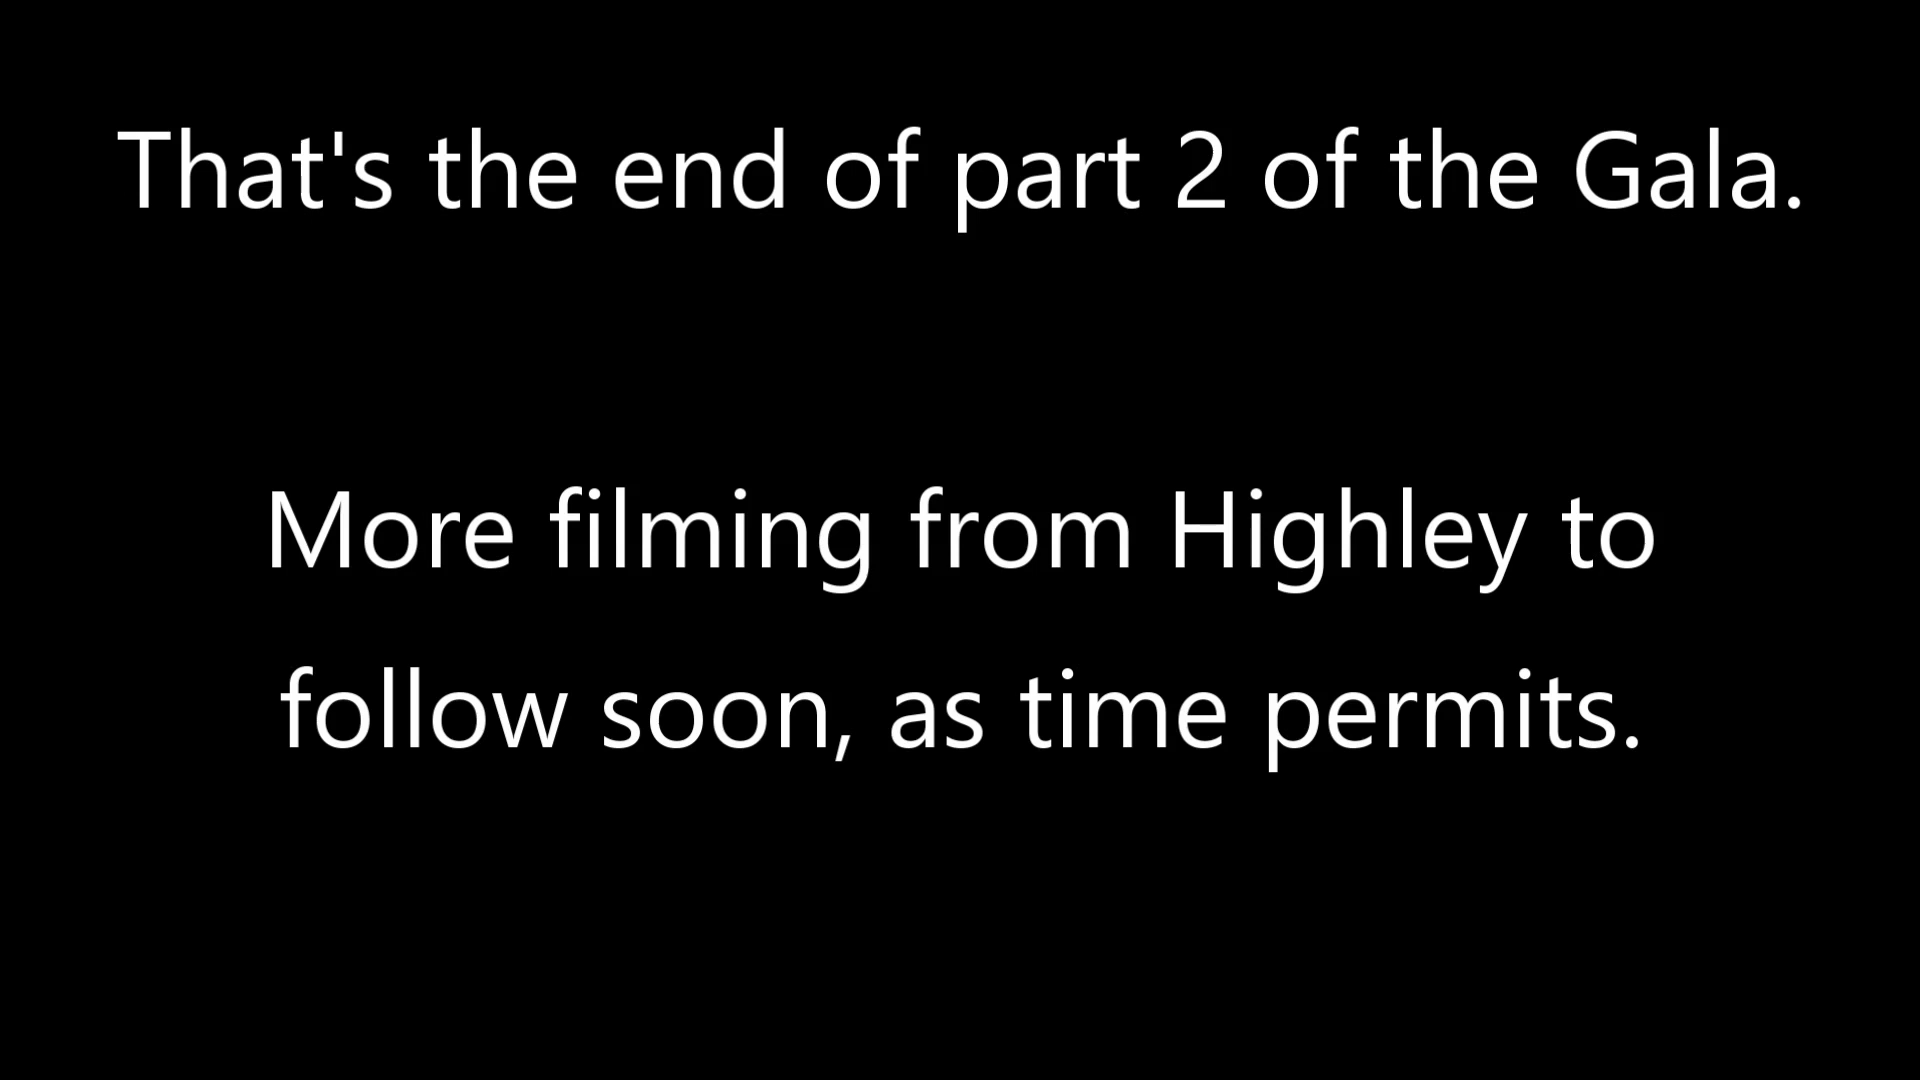 That's the end of part 2 of the Gala.
More filming from Highley to
follow soon, as time permits.